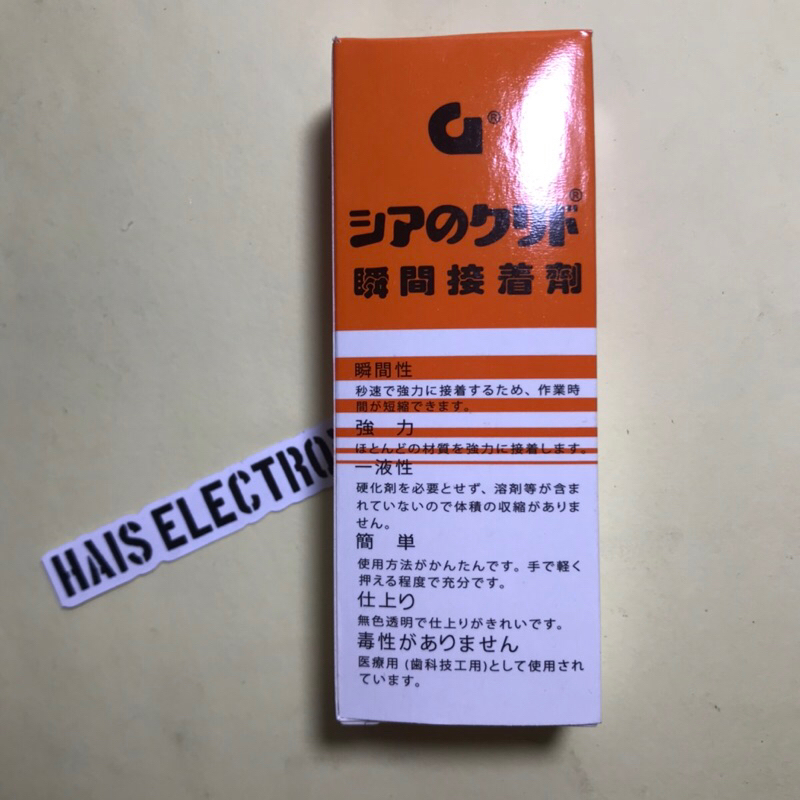 G®
シアのクリド®
瞬間接着剤
瞬間性
秒速で強力に接着するため、作業時
間が短縮できます。
強 力
ほとんどの材質を強力に接着します。
一液性
硬化剤を必要とせず、溶剤等が含ま
れていないので体積の収縮がありま
せん。
簡 単
使用方法がかんたんです。手で軽く
押える程度で充分です。
仕上り
無色透明で仕上りがきれいです。
毒性がありません
医療用 (歯科技工用)として使用され
ています。
HAIS ELECTRO